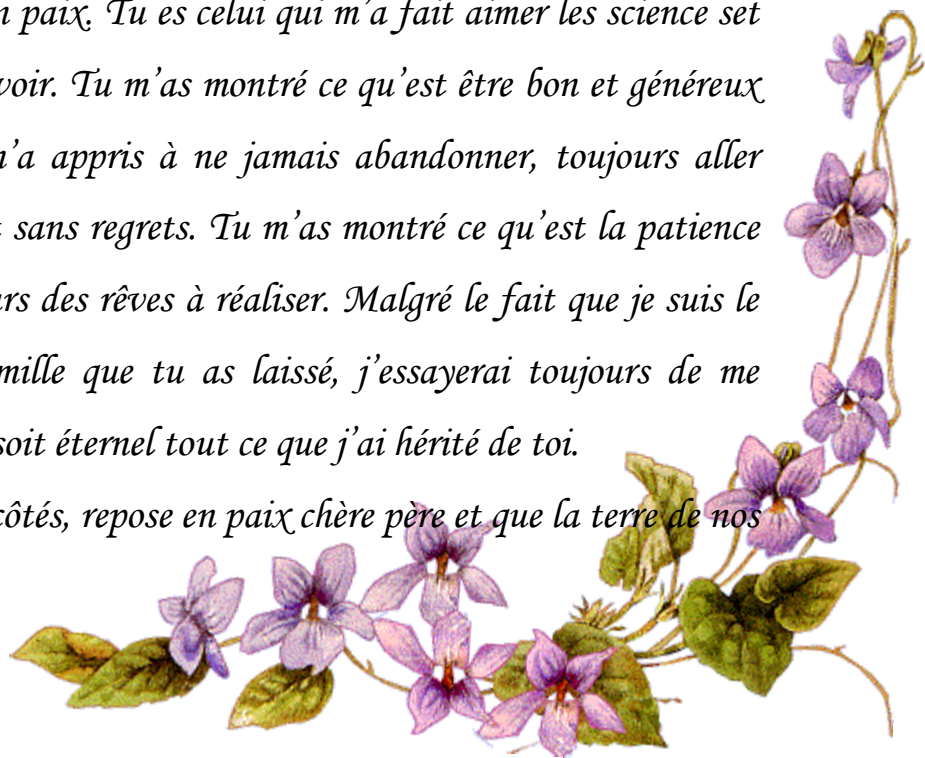 n paix. Tu es celui qui m’a fait aimer les science set
voir. Tu m’as montré ce qu’est être bon et généreux
m’a appris à ne jamais abandonner, toujours aller
t sans regrets. Tu m’as montré ce qu’est la patience
urs des rêves à réaliser. Malgré le fait que je suis le
mille que tu as laissé, j’essayerai toujours de me
soit éternel tout ce que j’ai hérité de toi.
côtés, repose en paix chère père et que la terre de nos